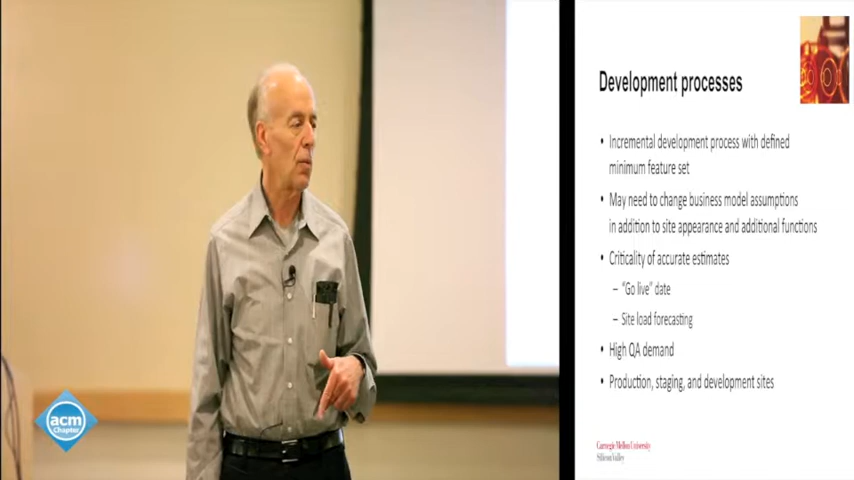 Development processes
• Incremental development process with defined
minimum feature set
• May need to change business model assumptions
in addition to site appearance and additional functions
• Criticality of accurate estimates
– "Go live" date
– Site load forecasting
• High QA demand
• Production, staging, and development sites
acm
Chapter
Carnegie Mellon University
Silicon Valley